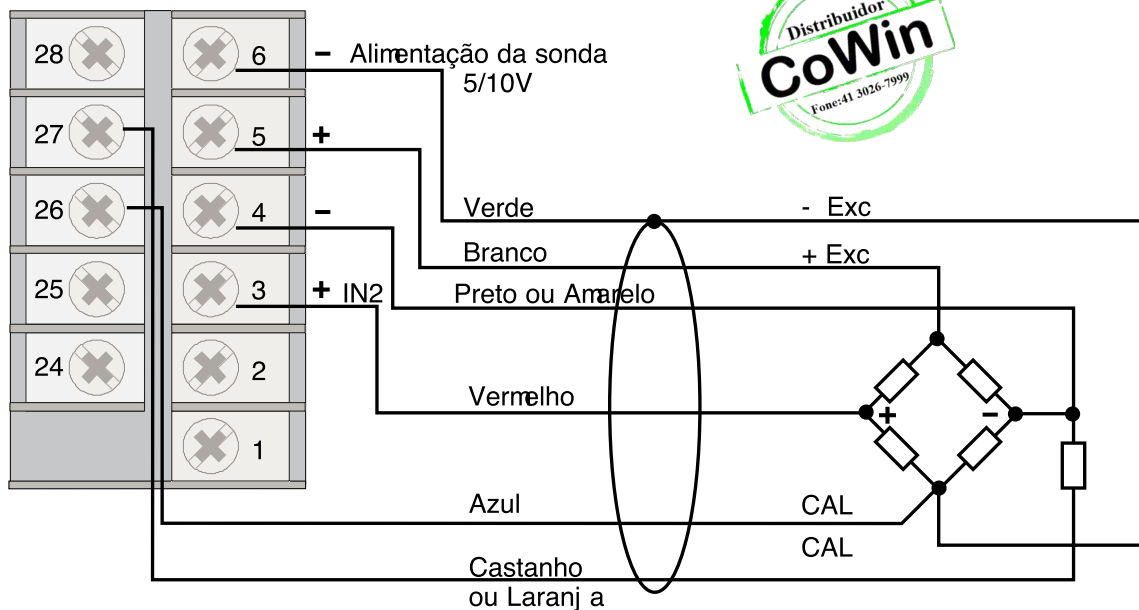 28
6
–
Alimentação da sonda
5/10V
Distribuidor
CoWin
Fone:41 3026-7999
27
5
+
26
4
–
Verde
- Exc
Branco
+ Exc
25
3
+ IN2
Preto ou Amarelo
24
2
Vermelho
+
–
1
Azul
CAL
CAL
Castanho
ou Laranj a